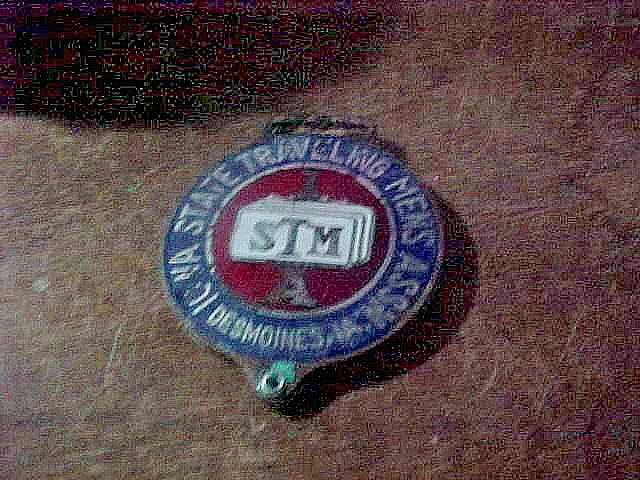 IOWA STATE TRAVELING MEN'S ASSN
DES MOINES, IA.
I
STM
A